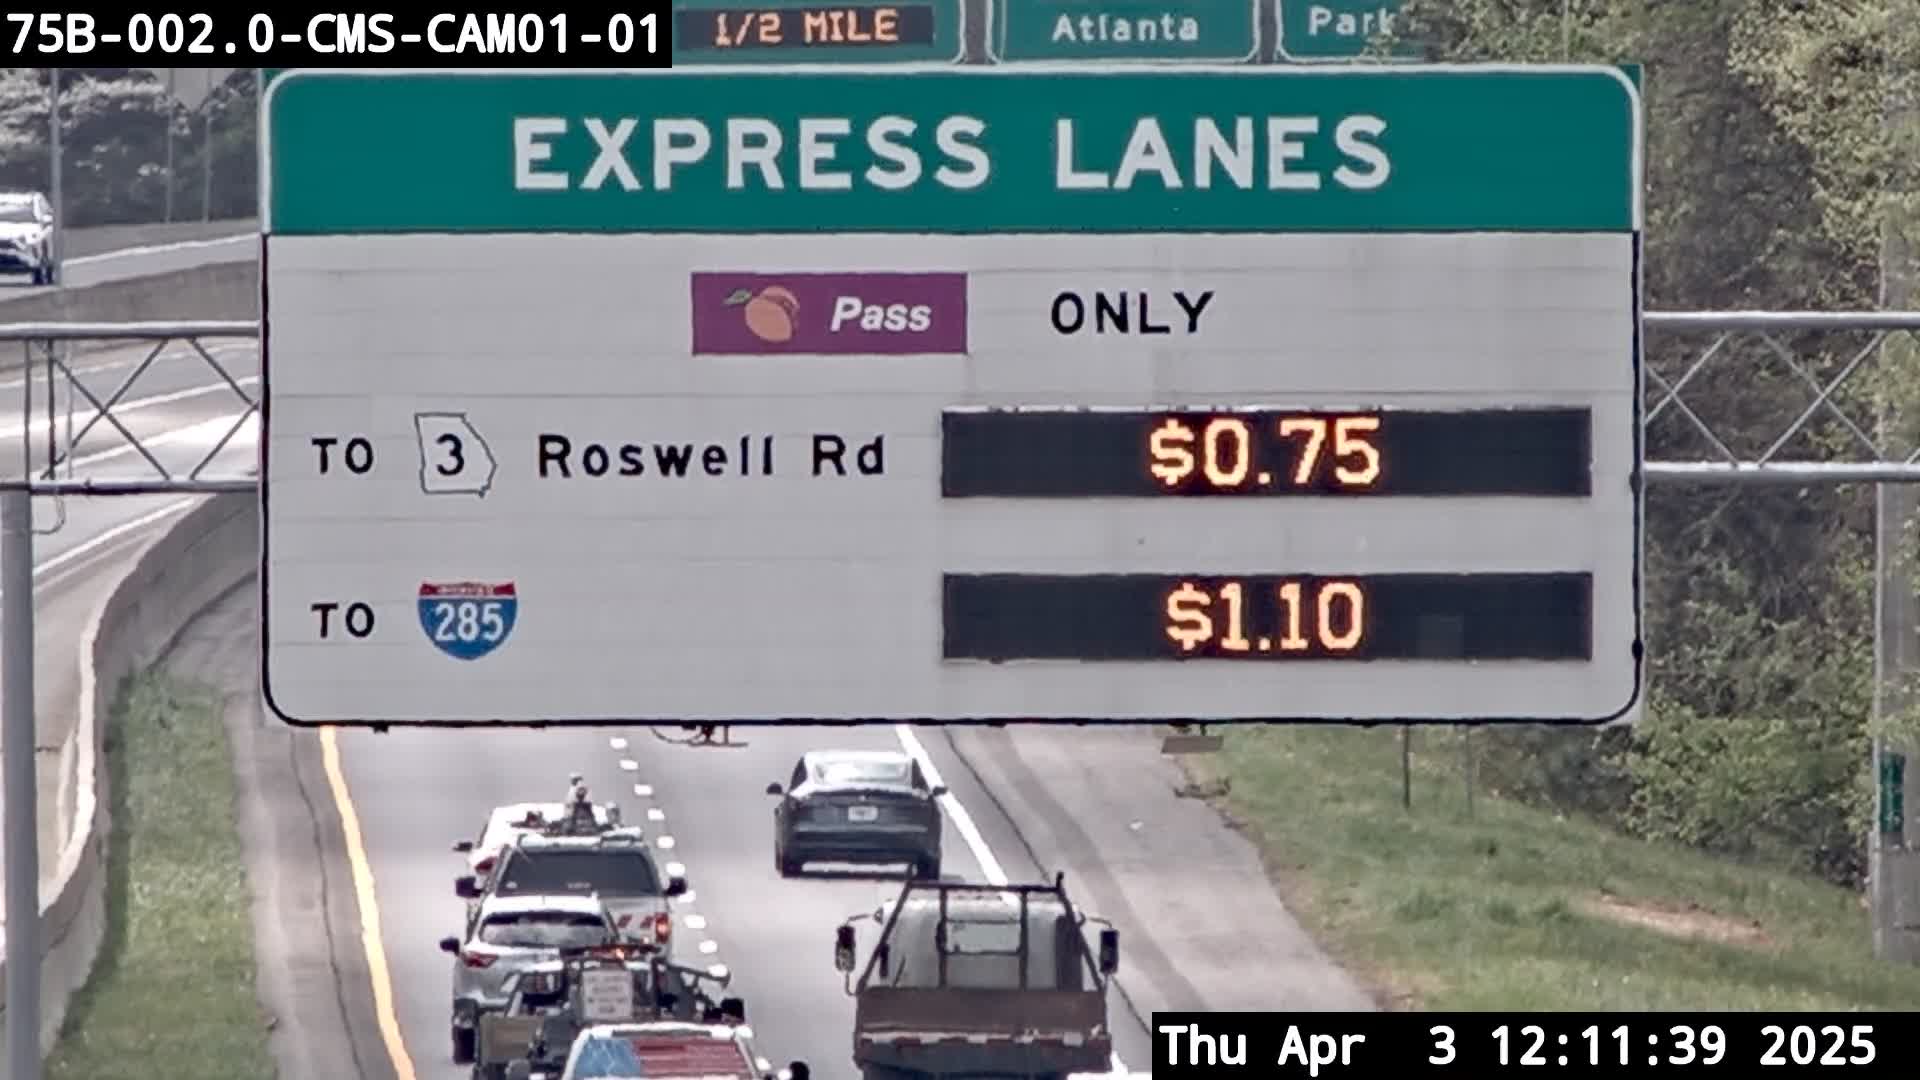 75B-002.0-CMS-CAM01-01
1/2 MILE
Atlanta
Park
EXPRESS LANES
Pass ONLY
TO 3 Roswell Rd $0.75
TO 285 $1.10
Thu Apr 3 12:11:39 2025